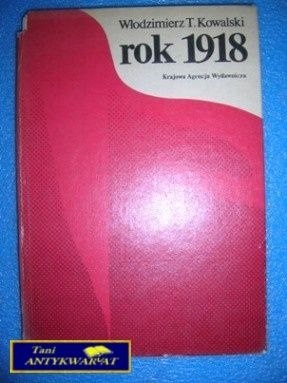 Włodzimierz T. Kowalski
rok 1918
Krajowa Agencja Wydawnicza
Tani
ANTYKWARIAT